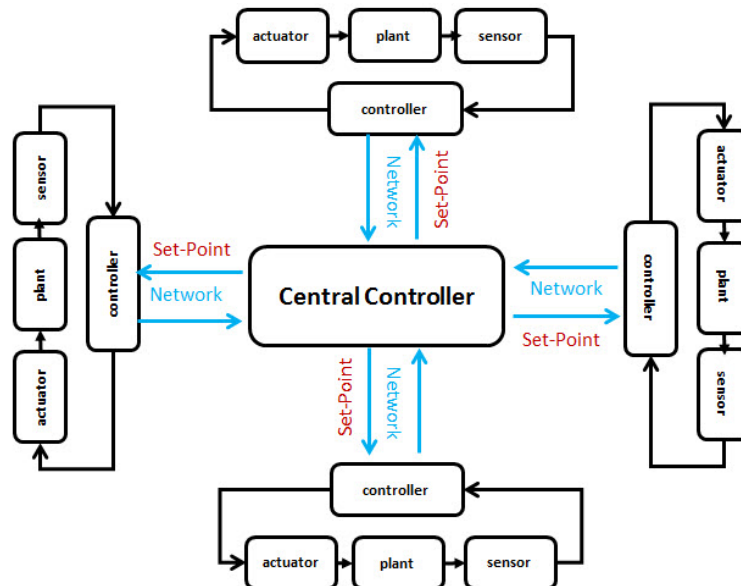 actuator
plant
sensor
controller
Network
Set-Point
sensor
plant
actuator
controller
Set-Point
Network
Central Controller
Network
Set-Point
controller
actuator
plant
sensor
Set-Point
Network
controller
actuator
plant
sensor